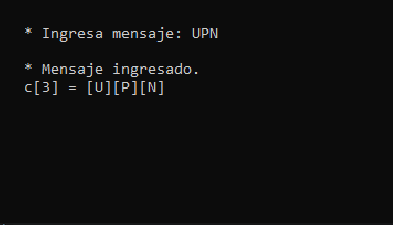 * Ingresa mensaje: UPN
* Mensaje ingresado.
c[3] = [U][P][N]